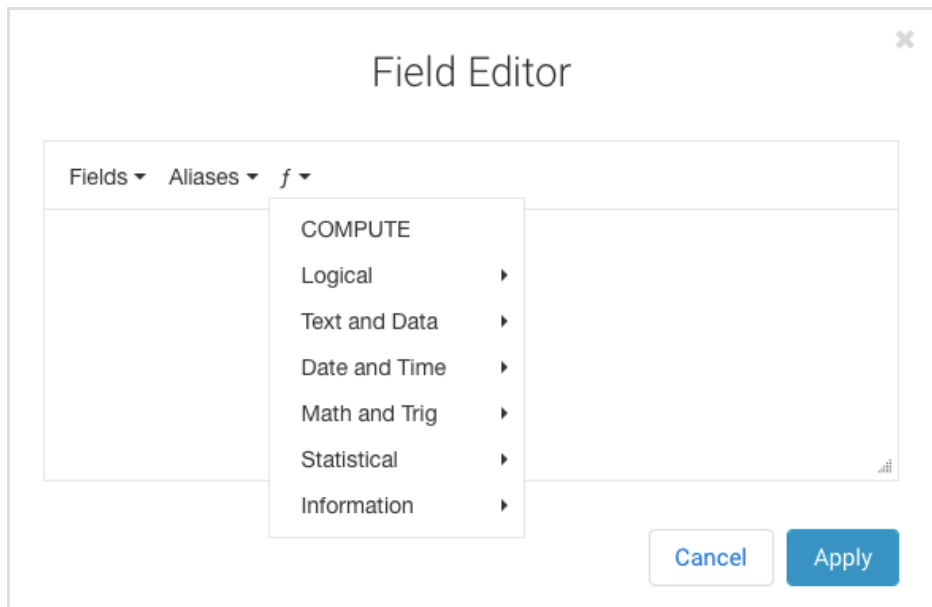 Field Editor
Fields Aliases ƒ
COMPUTE
Logical
Text and Data
Date and Time
Math and Trig
Statistical
Information
Cancel Apply